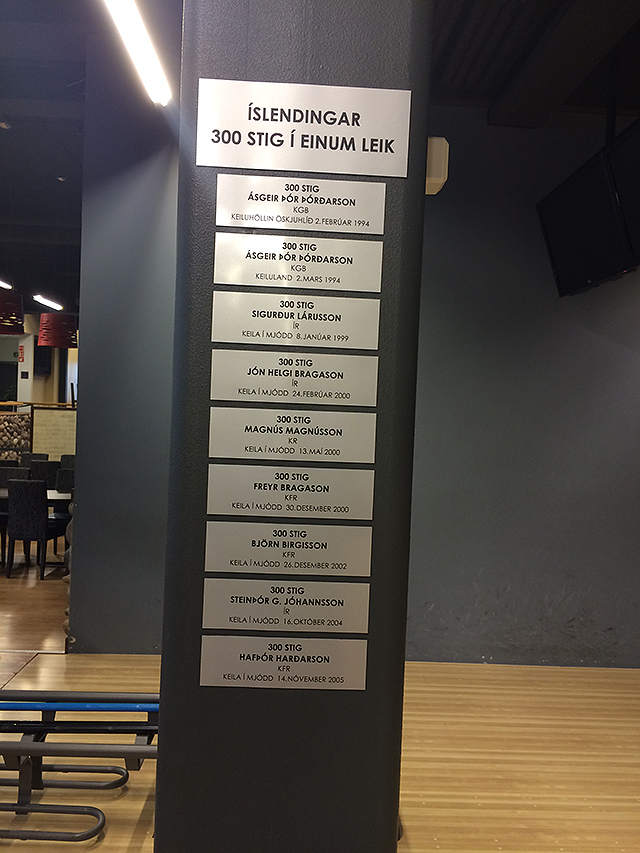 ÍSLENDINGAR
300 STIG Í EINUM LEIK
300 STIG
ÁSGEIR ÞÓR ÞÓRÐARSON
KGB
KEILUHÖLLIN ÖSKJUHLÍÐ 2.FEBRÚAR 1994
300 STIG
ÁSGEIR ÞÓR ÞÓRÐARSON
KGB
KEILULAND 2.MARS 1994
300 STIG
SIGURÐUR LÁRUSSON
ÍR
KEILA Í MJÓDD 8.JANÚAR 1999
300 STIG
JÓN HELGI BRAGASON
ÍR
KEILA Í MJÓDD 24.FEBRÚAR 2000
300 STIG
MAGNÚS MAGNÚSSON
KR
KEILA Í MJÓDD 13.MAÍ 2000
300 STIG
FREYR BRAGASON
KFR
KEILA Í MJÓDD 30.DESEMBER 2000
300 STIG
BJÖRN BIRGISSON
KFR
KEILA Í MJÓDD 26.DESEMBER 2002
300 STIG
STEINÞÓR G. JÓHANNSSON
ÍR
KEILA Í MJÓDD 16.OKTÓBER 2004
300 STIG
HAFÞÓR HARÐARSON
KFR
KEILA Í MJÓDD 14.NÓVEMBER 2005